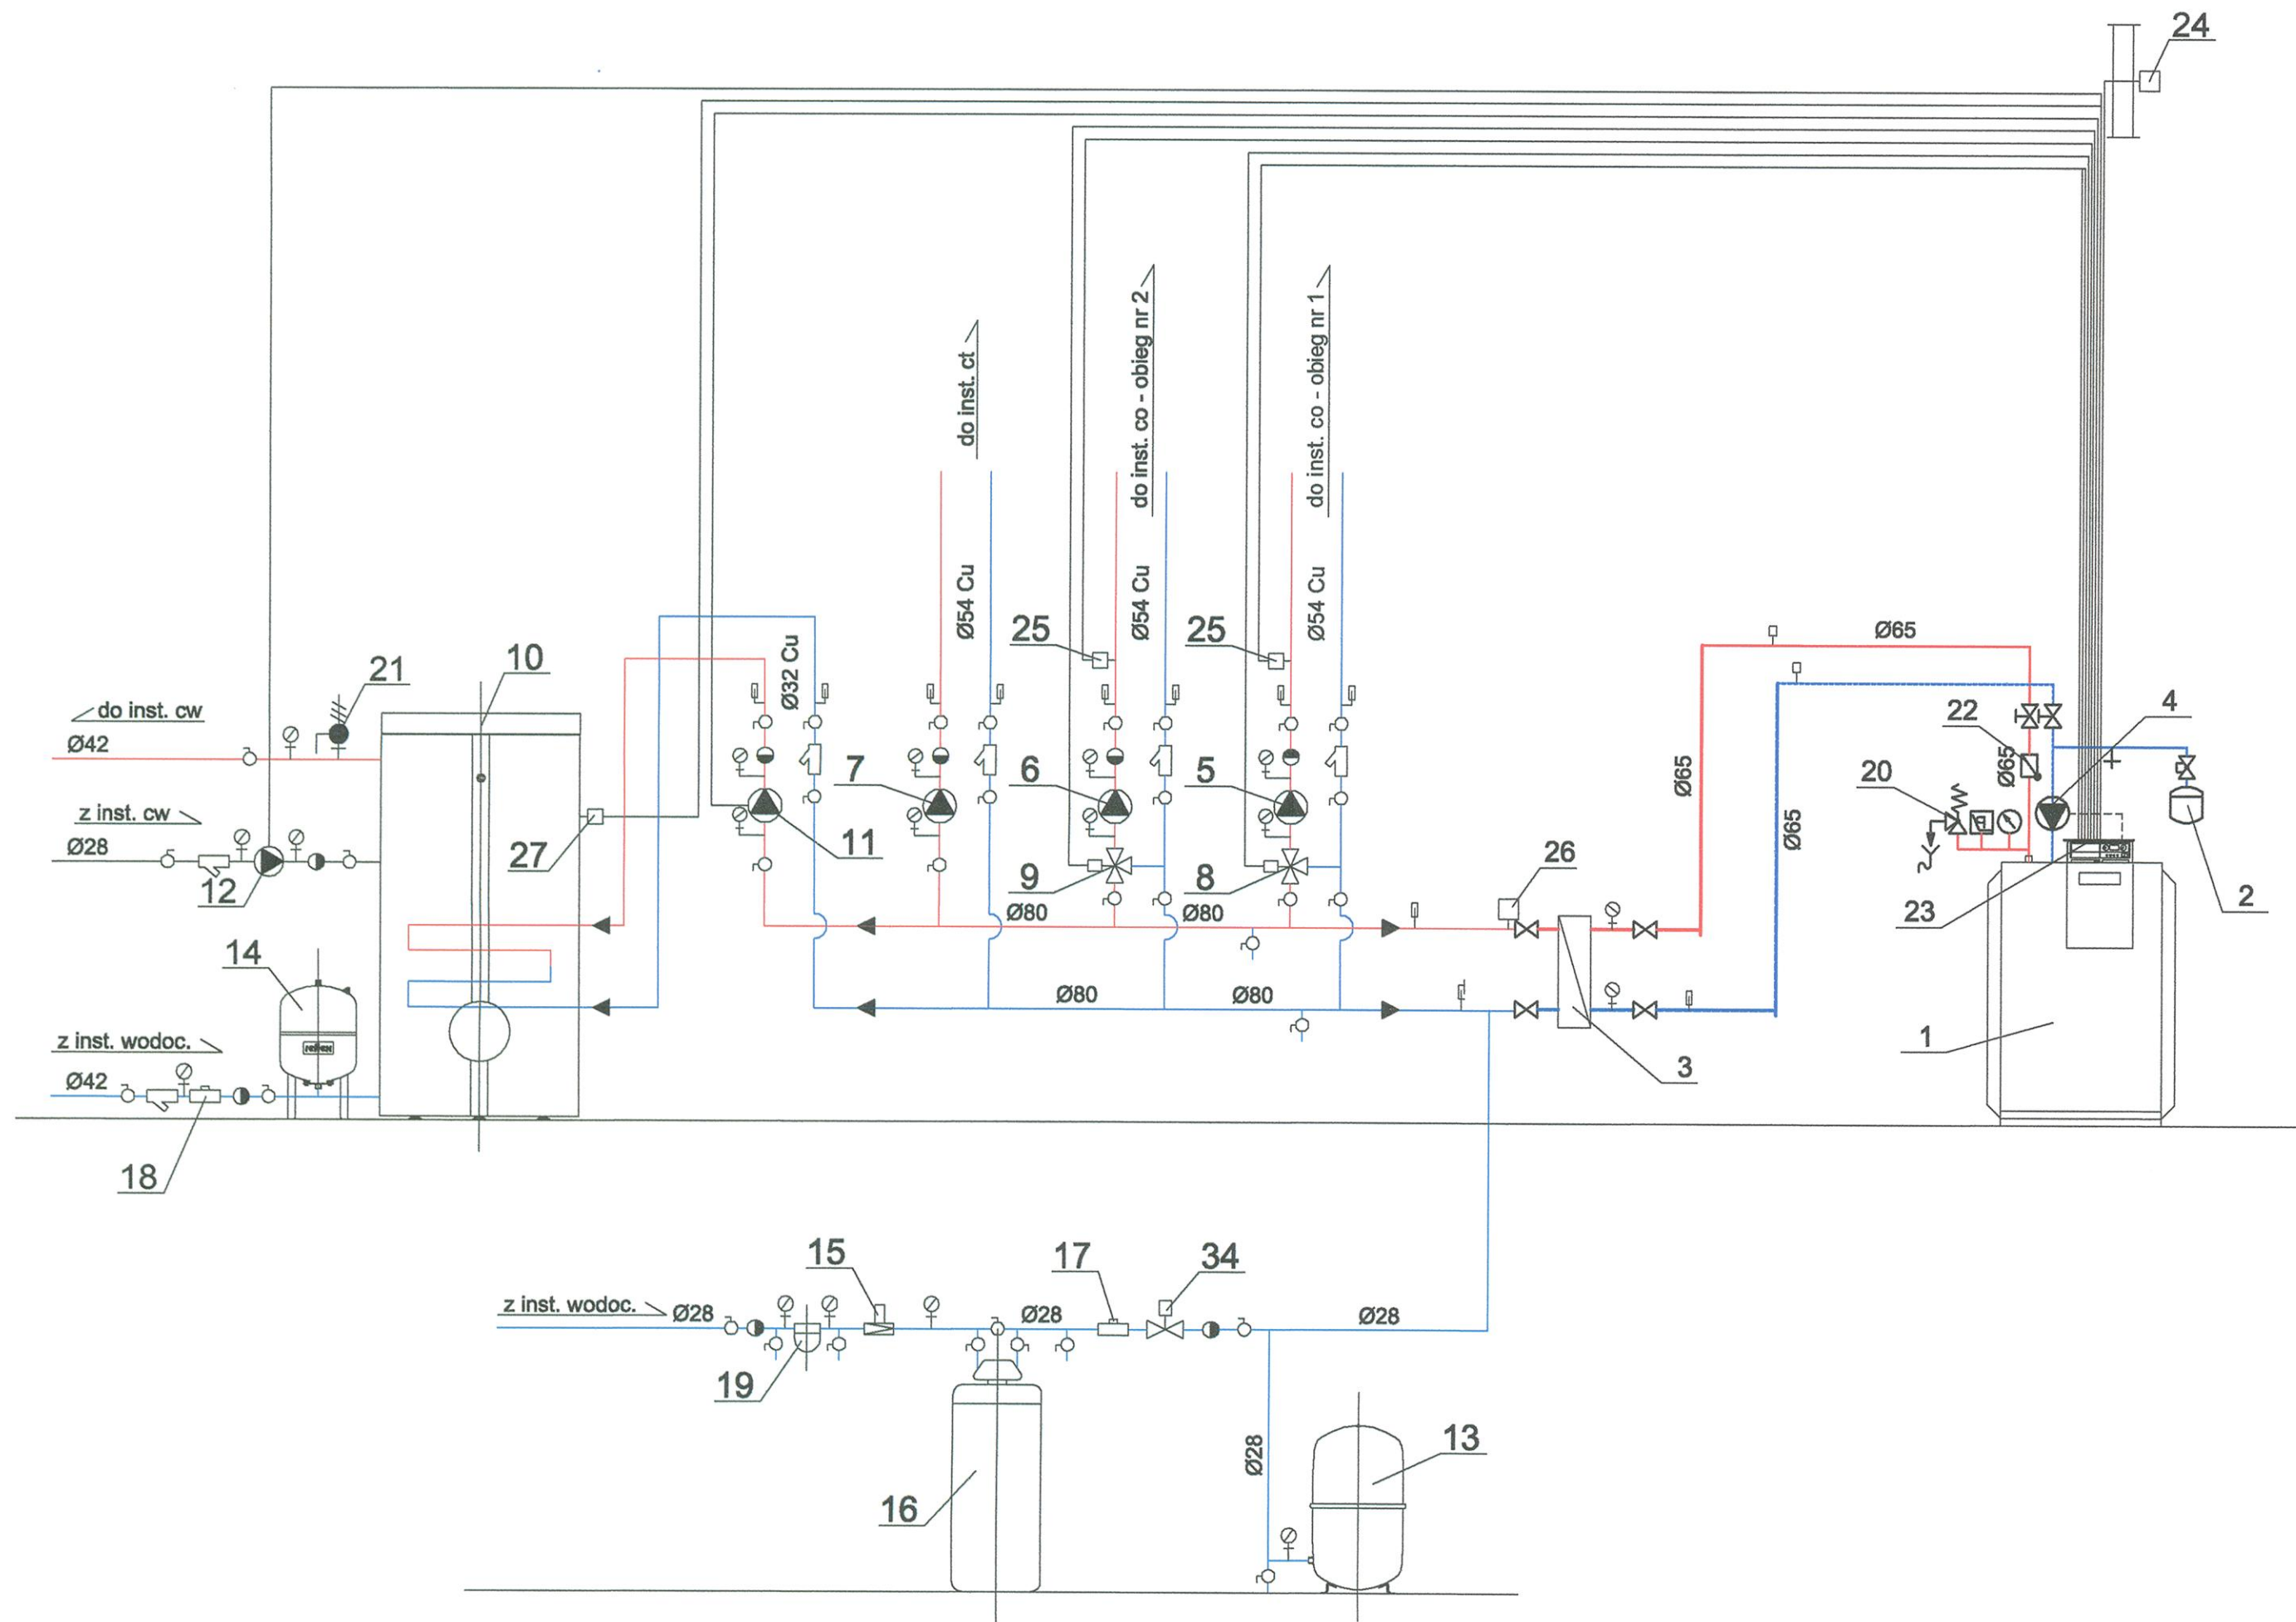 24
do inst. ct
do inst. co - obieg nr 2
do inst. co - obieg nr 1
Ø54 Cu
Ø54 Cu
Ø54 Cu
Ø32 Cu
25
25
Ø65
21
10
do inst. cw
Ø42
22
4
7
6
5
Ø65
Ø65
Ø65
20
z inst. cw
Ø28
12
27
11
9
8
26
2
23
Ø80
Ø80
14
Ø80
Ø80
1
3
z inst. wodoc.
Ø42
reflex
18
15
17
34
z inst. wodoc.
Ø28
Ø28
Ø28
19
13
Ø28
16